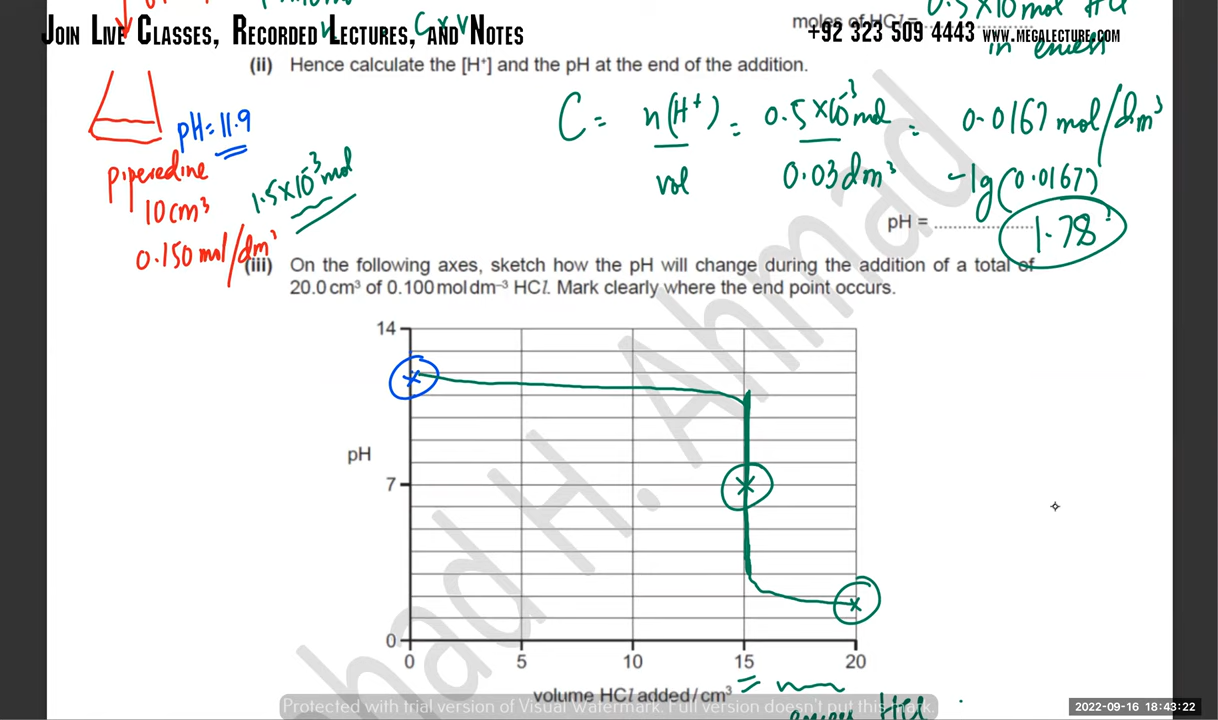 0.5×10 mol HCl
moles of HCl =
JOIN LIVE CLASSES, RECORDED LECTURES, AND NOTES
+92 323 509 4443 WWW.MEGALECTURE.COM
C × V
in excess
(ii) Hence calculate the [H⁺] and the pH at the end of the addition.
C = n(H⁺) = 0.5×10⁻³ mol = 0.0167 mol/dm³
vol 0.03 dm³
-lg(0.0167)
pH = .................. 1.78
pH = 11.9
piperedine
10 cm³
0.150 mol/dm³
1.5×10⁻³ mol
(iii) On the following axes, sketch how the pH will change during the addition of a total of
20.0 cm³ of 0.100 mol dm⁻³ HCl. Mark clearly where the end point occurs.
14
pH
7
0
0 5 10 15 20
volume HCl added / cm³
excess HCl
had H. Ahmad
Protected with trial version of Visual Watermark. Full version doesn't put this mark.
2022-09-16 18:43:22